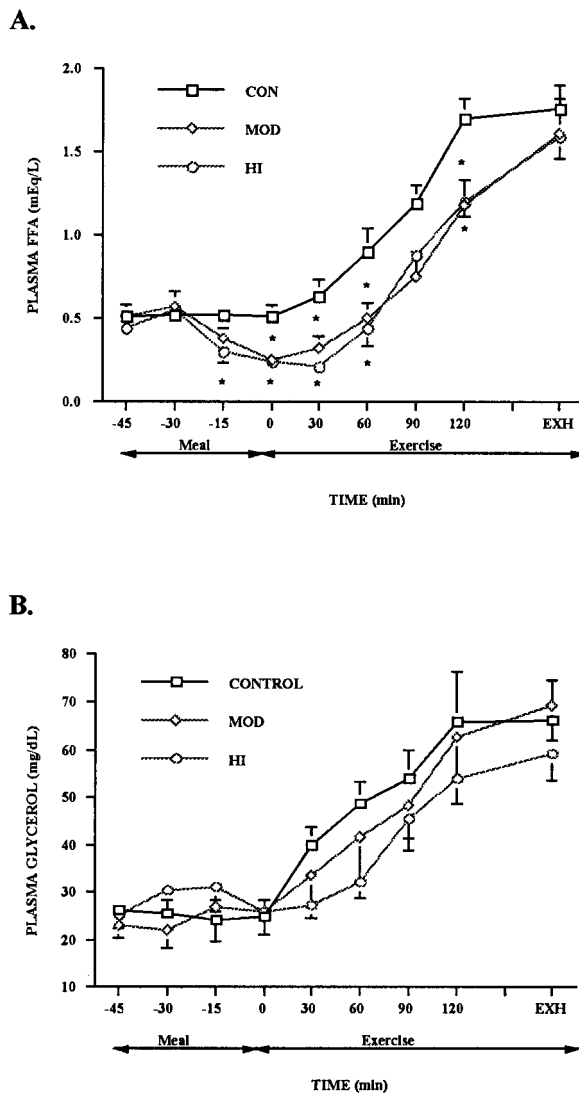 A.
2.0
CON
MOD
HI
1.5
1.0
0.5
0.0
PLASMA FFA (mEq/L)
* * * *
* * * * *
-45 -30 -15 0 30 60 90 120 EXH
Meal Exercise
TIME (min)
B.
80
CONTROL
MOD
HI
70
60
50
40
30
20
10
PLASMA GLYCEROL (mg/dL)
-45 -30 -15 0 30 60 90 120 EXH
Meal Exercise
TIME (min)